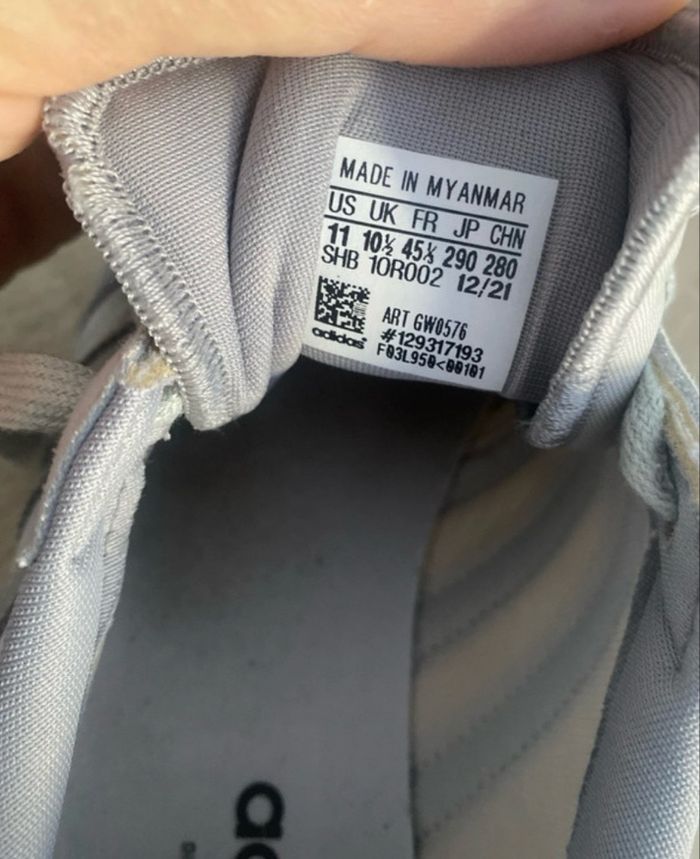 MADE IN MYANMAR
US UK FR JP CHN
11 10½ 45⅓ 290 280
SHB 10R002 12/21
ART GW0576
#129317193
adidas
F03L950<00101